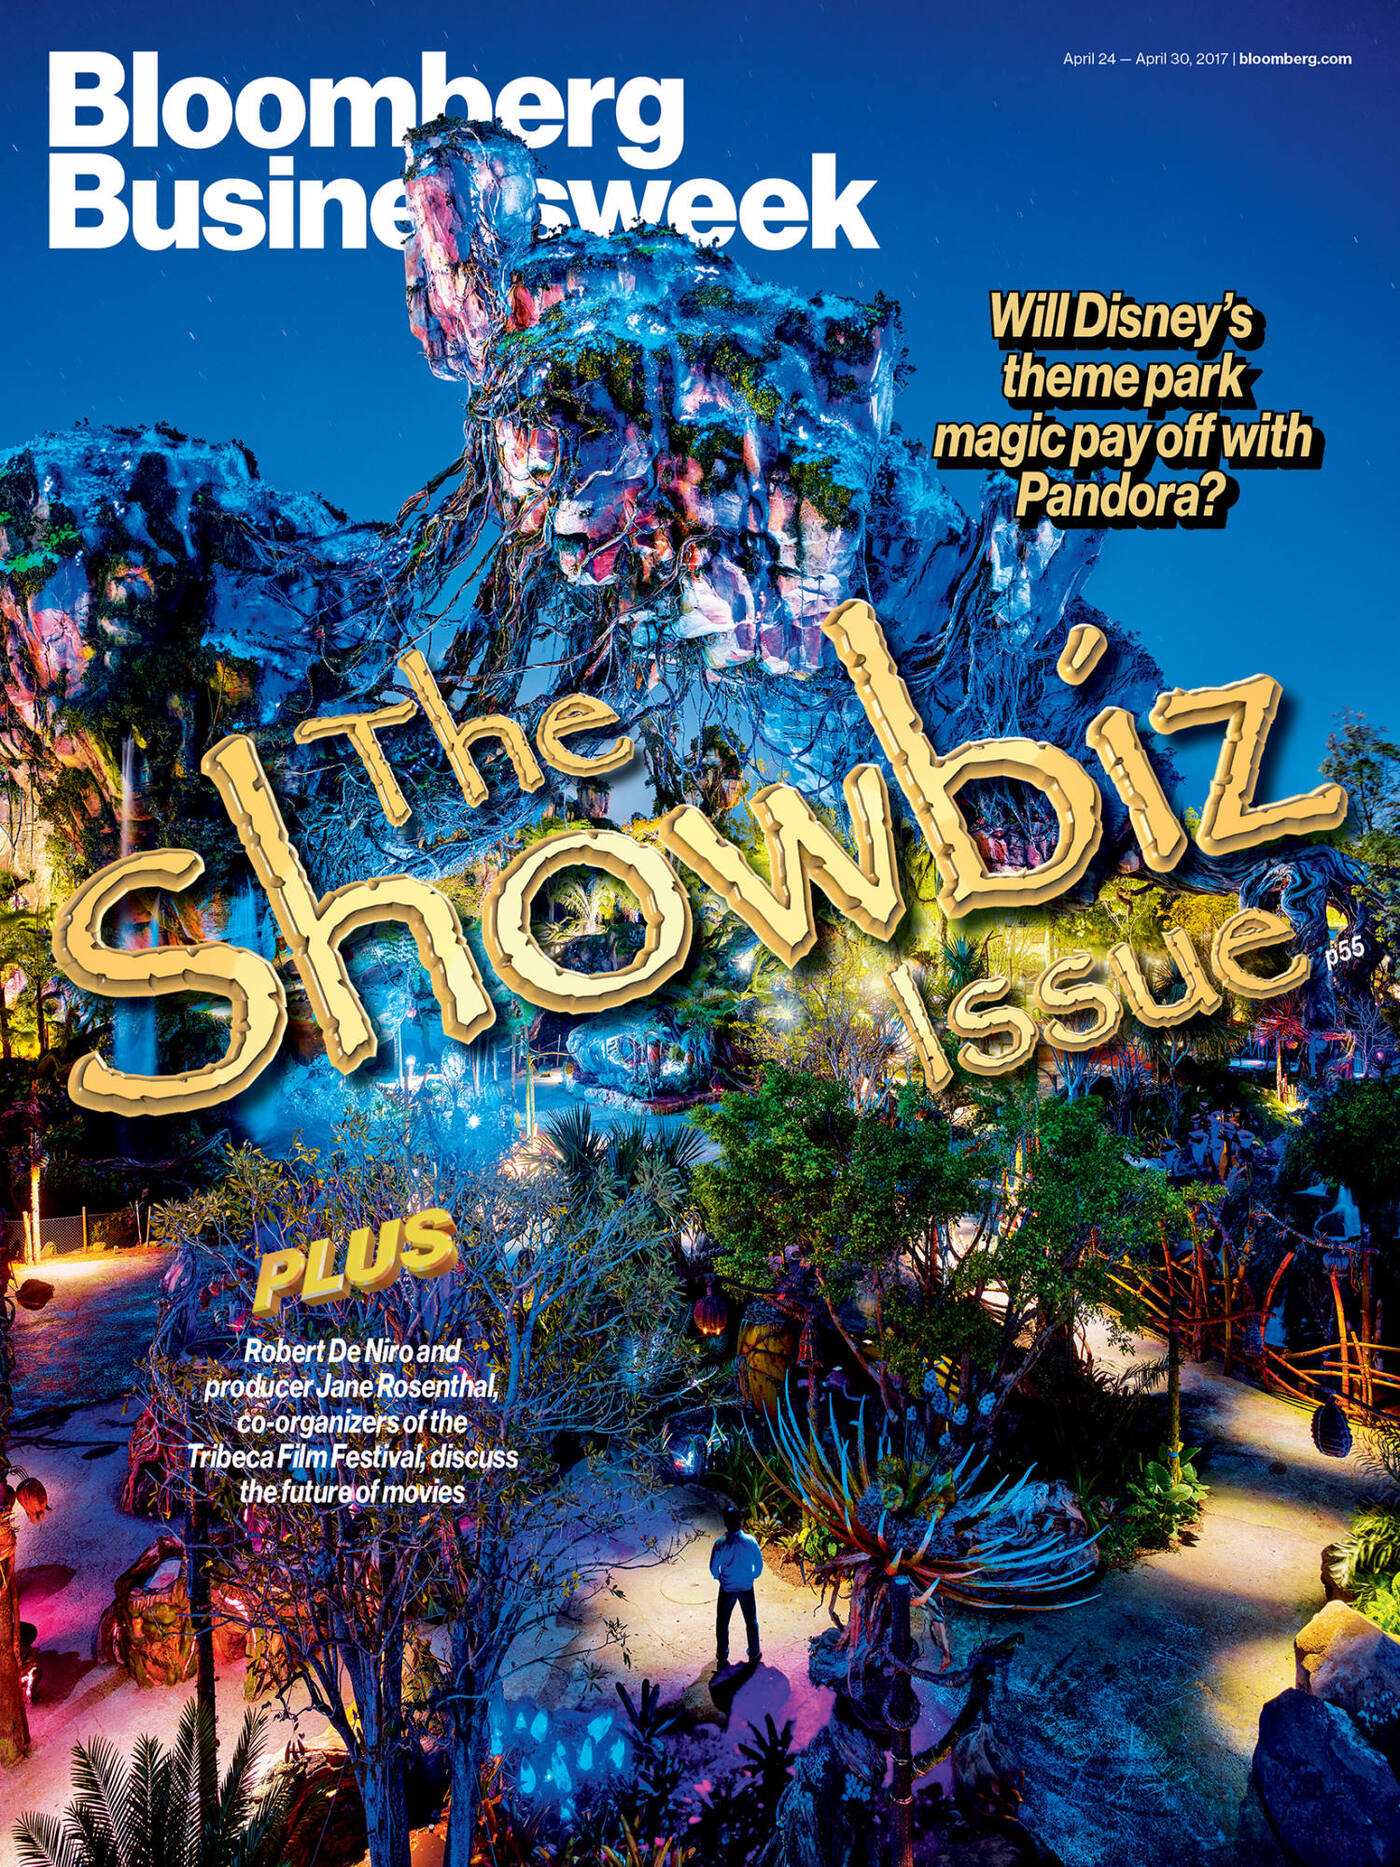 April 24 — April 30, 2017 | bloomberg.com
Bloomberg
Businessweek
Will Disney's
theme park
magic pay off with
Pandora?
The
Showbiz
Issue
p55
PLUS
Robert De Niro and
producer Jane Rosenthal,
co-organizers of the
Tribeca Film Festival, discuss
the future of movies